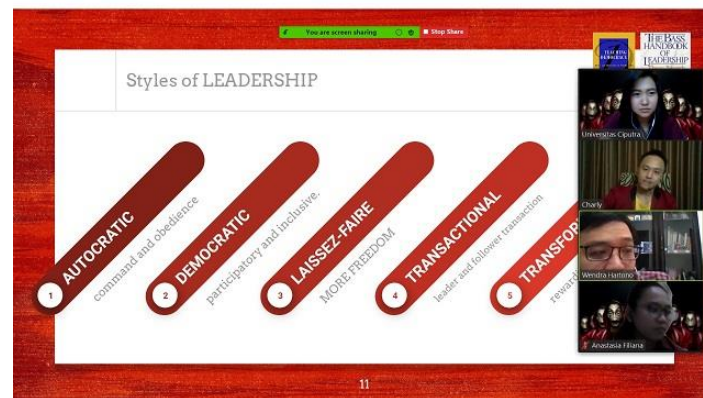 You are screen sharing
Stop Share
THE BASS
HANDBOOK
OF
LEADERSHIP
Styles of LEADERSHIP
1 AUTOCRATIC
command and obedience
2 DEMOCRATIC
participatory and inclusive.
3 LAISSEZ-FAIRE
MORE FREEDOM
4 TRANSACTIONAL
leader and follower transaction
5 TRANSFOR
reward
Universitas Ciputra
Charly
Wendra Hartono
Anastasia Filiana
11